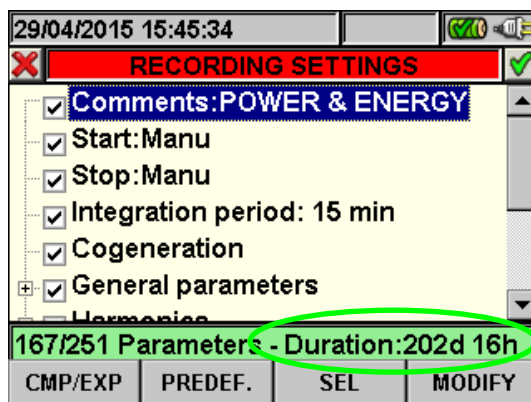 29/04/2015 15:45:34
RECORDING SETTINGS
Comments:POWER & ENERGY
Start:Manu
Stop:Manu
Integration period: 15 min
Cogeneration
General parameters
Harmonics
167/251 Parameters - Duration:202d 16h
CMP/EXP PREDEF. SEL MODIFY